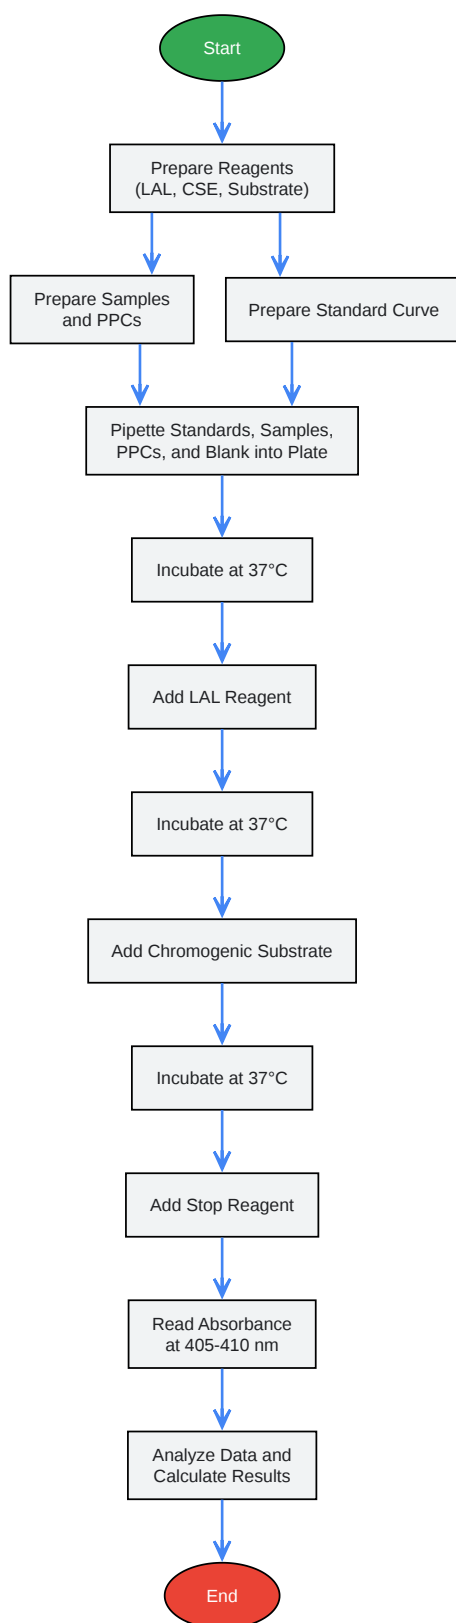 Start
Prepare Reagents
(LAL, CSE, Substrate)
Prepare Samples
and PPCs
Prepare Standard Curve
Pipette Standards, Samples,
PPCs, and Blank into Plate
Incubate at 37°C
Add LAL Reagent
Incubate at 37°C
Add Chromogenic Substrate
Incubate at 37°C
Add Stop Reagent
Read Absorbance
at 405-410 nm
Analyze Data and
Calculate Results
End